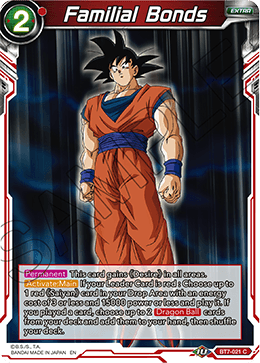 2
Familial Bonds
EXTRA
Permanent This card gains {Desire} in all areas.
Activate:Main If your Leader Card is red : Choose up to
1 red {Saiyan} card in your Drop Area with an energy
cost of 3 or less and 15000 power or less and play it. If
you played a card, choose up to 2 Dragon Ball cards
from your deck and add them to your hand, then shuffle
your deck.
©B.S./S., T.A.
BANDAI MADE IN JAPAN EN
BT7-021 C